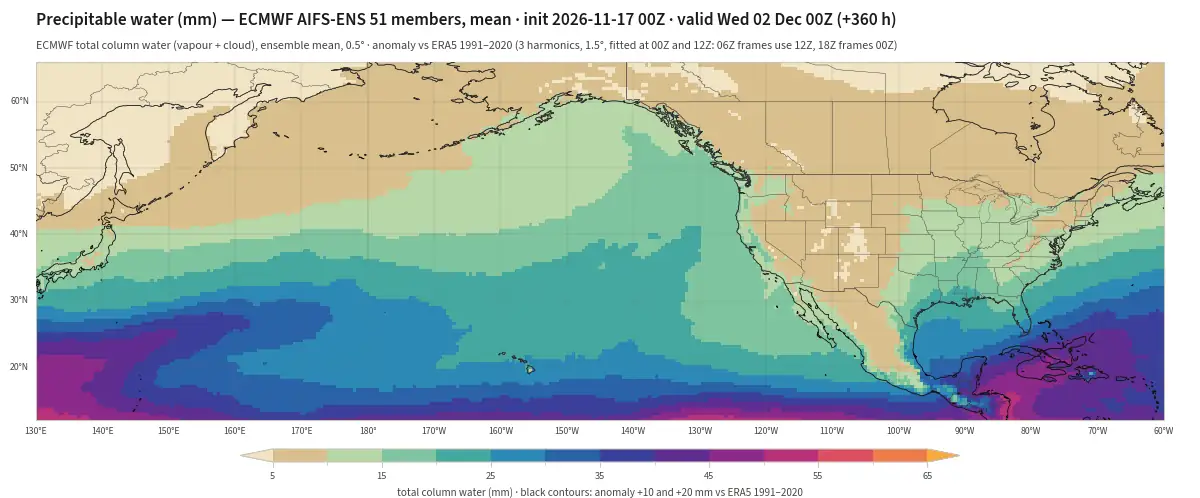 Precipitable water (mm) — ECMWF AIFS-ENS 51 members, mean · init 2026-11-17 00Z · valid Wed 02 Dec 00Z (+360 h)
ECMWF total column water (vapour + cloud), ensemble mean, 0.5° · anomaly vs ERA5 1991–2020 (3 harmonics, 1.5°, fitted at 00Z and 12Z: 06Z frames use 12Z, 18Z frames 00Z)
60°N
50°N
40°N
30°N
20°N
130°E 140°E 150°E 160°E 170°E 180° 170°W 160°W 150°W 140°W 130°W 120°W 110°W 100°W 90°W 80°W 70°W 60°W
5 15 25 35 45 55 65
total column water (mm) · black contours: anomaly +10 and +20 mm vs ERA5 1991–2020